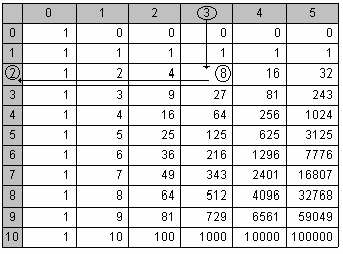 0 1 2 3 4 5
0 1 0 0 0 0 0
1 1 1 1 1 1 1
2 1 2 4 8 16 32
3 1 3 9 27 81 243
4 1 4 16 64 256 1024
5 1 5 25 125 625 3125
6 1 6 36 216 1296 7776
7 1 7 49 343 2401 16807
8 1 8 64 512 4096 32768
9 1 9 81 729 6561 59049
10 1 10 100 1000 10000 100000